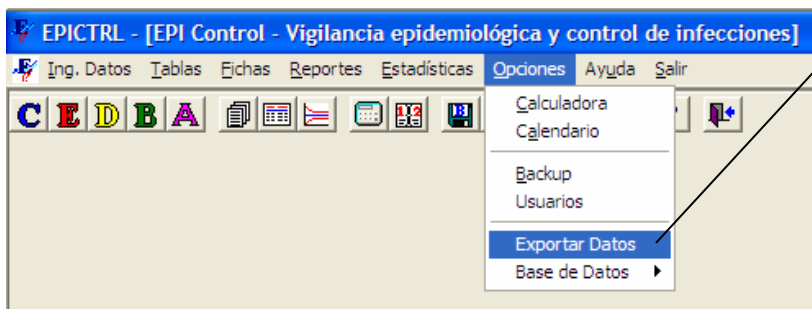 EPICTRL - [EPI Control - Vigilancia epidemiológica y control de infecciones]
Ing. Datos Tablas Fichas Reportes Estadísticas Opciones Ayuda Salir
C E D B A
Calculadora
Calendario
Backup
Usuarios
Exportar Datos
Base de Datos